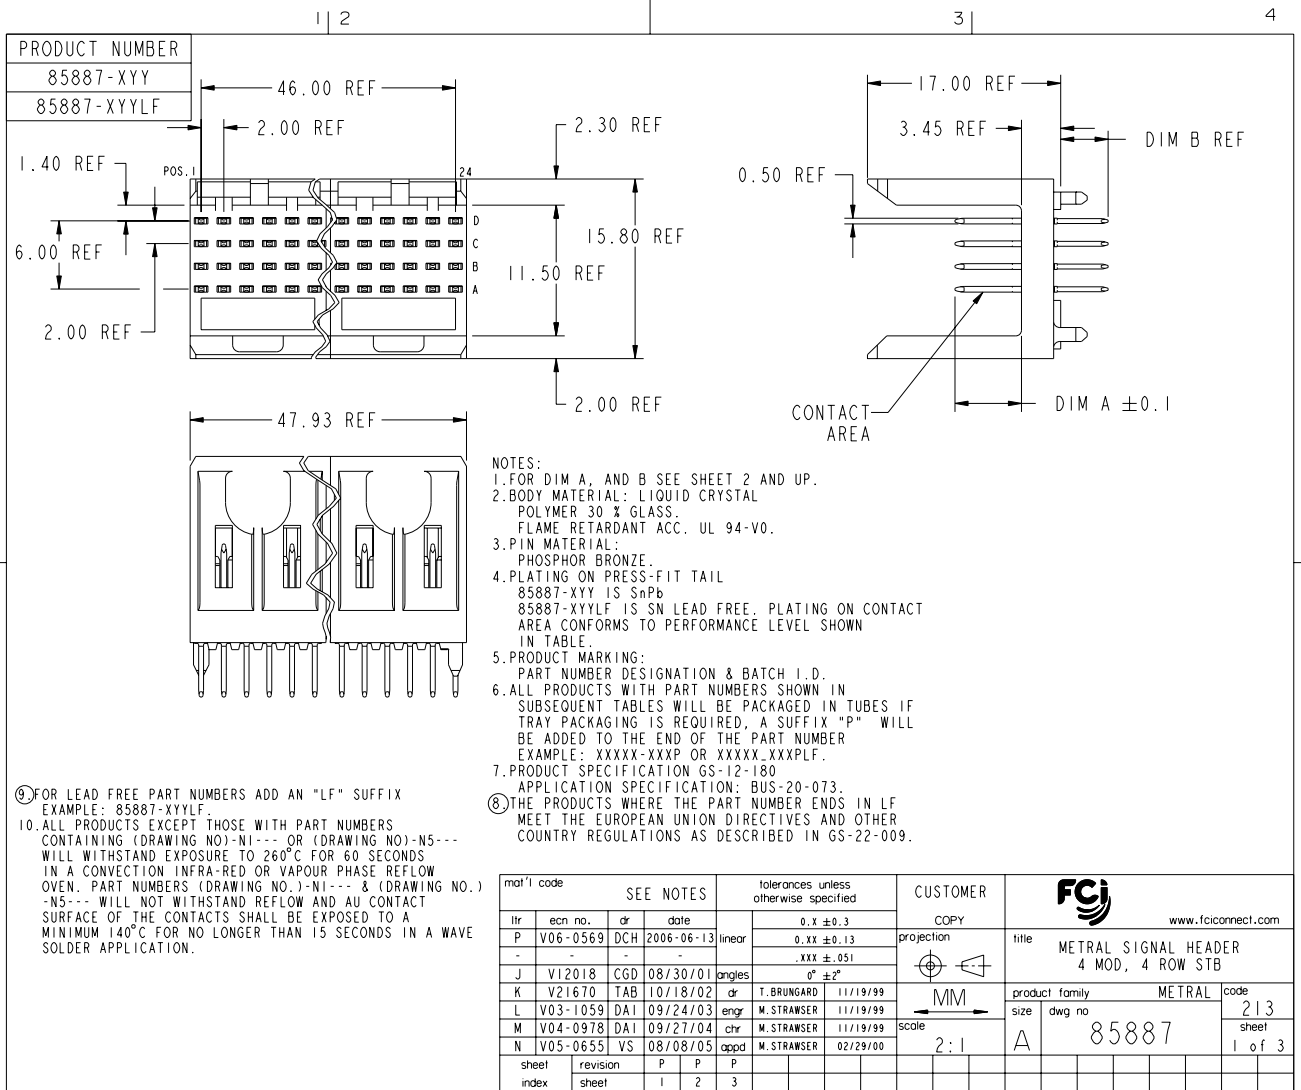 1 2 3 4
PRODUCT NUMBER
85887-XYY
85887-XYYLF
46.00 REF
2.00 REF
1.40 REF
POS.1
24
2.30 REF
6.00 REF
D
C
B
A
15.80 REF
11.50 REF
2.00 REF
2.00 REF
17.00 REF
3.45 REF
DIM B REF
0.50 REF
CONTACT
AREA
DIM A ±0.1
47.93 REF
NOTES:
1.FOR DIM A, AND B SEE SHEET 2 AND UP.
2.BODY MATERIAL: LIQUID CRYSTAL
POLYMER 30 % GLASS.
FLAME RETARDANT ACC. UL 94-V0.
3.PIN MATERIAL:
PHOSPHOR BRONZE.
4.PLATING ON PRESS-FIT TAIL
85887-XYY IS SnPb
85887-XYYLF IS SN LEAD FREE. PLATING ON CONTACT
AREA CONFORMS TO PERFORMANCE LEVEL SHOWN
IN TABLE.
5.PRODUCT MARKING:
PART NUMBER DESIGNATION & BATCH I.D.
6.ALL PRODUCTS WITH PART NUMBERS SHOWN IN
SUBSEQUENT TABLES WILL BE PACKAGED IN TUBES IF
TRAY PACKAGING IS REQUIRED, A SUFFIX "P" WILL
BE ADDED TO THE END OF THE PART NUMBER
EXAMPLE: XXXXX-XXXP OR XXXXX_XXXPLF.
7.PRODUCT SPECIFICATION GS-12-180
APPLICATION SPECIFICATION: BUS-20-073.
8.THE PRODUCTS WHERE THE PART NUMBER ENDS IN LF
MEET THE EUROPEAN UNION DIRECTIVES AND OTHER
COUNTRY REGULATIONS AS DESCRIBED IN GS-22-009.
9.FOR LEAD FREE PART NUMBERS ADD AN "LF" SUFFIX
EXAMPLE: 85887-XYYLF.
10.ALL PRODUCTS EXCEPT THOSE WITH PART NUMBERS
CONTAINING (DRAWING NO)-N1--- OR (DRAWING NO)-N5---
WILL WITHSTAND EXPOSURE TO 260°C FOR 60 SECONDS
IN A CONVECTION INFRA-RED OR VAPOUR PHASE REFLOW
OVEN. PART NUMBERS (DRAWING NO.)-N1--- & (DRAWING NO.)
-N5--- WILL NOT WITHSTAND REFLOW AND AU CONTACT
SURFACE OF THE CONTACTS SHALL BE EXPOSED TO A
MINIMUM 140°C FOR NO LONGER THAN 15 SECONDS IN A WAVE
SOLDER APPLICATION.
mat'l code SEE NOTES
tolerances unless
otherwise specified
ltr ecn no. dr date
P V06-0569 DCH 2006-06-13
- - - -
J V12018 CGD 08/30/01
K V21670 TAB 10/18/02
L V03-1059 DAI 09/24/03
M V04-0978 DAI 09/27/04
N V05-0655 VS 08/08/05
linear 0.X ±0.3
0.XX ±0.13
.XXX ±.051
angles 0° ±2°
dr T.BRUNGARD 11/19/99
engr M.STRAWSER 11/19/99
chr M.STRAWSER 11/19/99
appd M.STRAWSER 02/29/00
CUSTOMER
COPY
projection
MM
scale
2:1
FCi
www.fciconnect.com
title
METRAL SIGNAL HEADER
4 MOD, 4 ROW STB
product family METRAL
code
213
size
A
dwg no
85887
sheet
1 of 3
sheet index
revision P P P
sheet 1 2 3